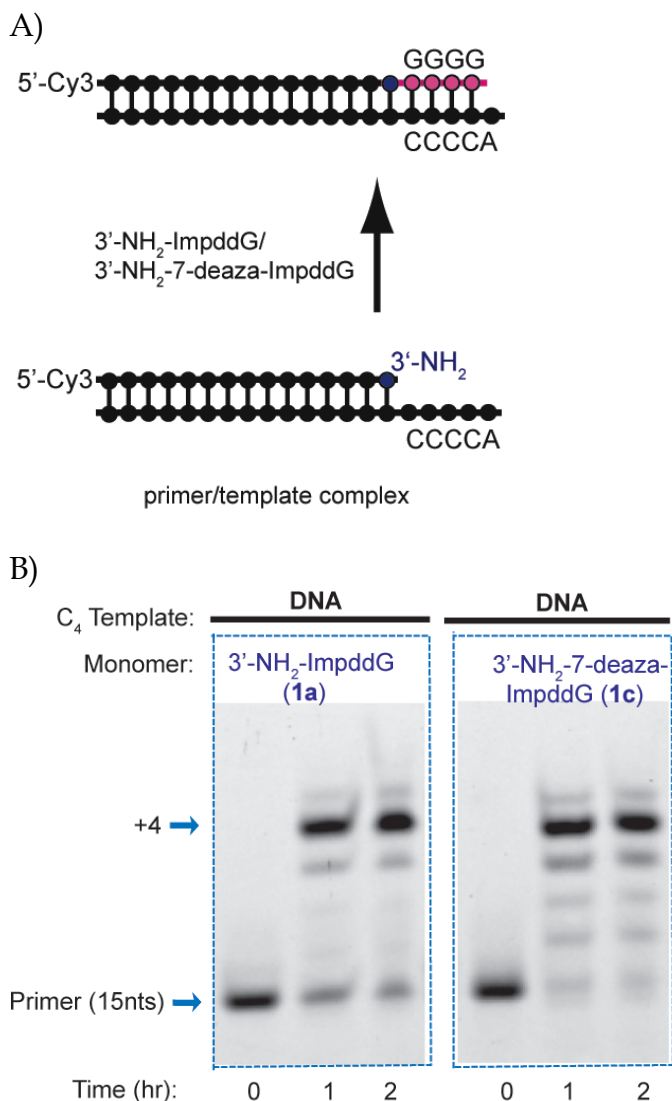 A)
GGGG
5’-Cy3
CCCCA
3’-NH2-ImpddG/
3’-NH2-7-deaza-ImpddG
3‘-NH2
5’-Cy3
CCCCA
primer/template complex
B)
DNA DNA
C4 Template:
Monomer: 3’-NH2-ImpddG 3’-NH2-7-deaza-
(1a) ImpddG (1c)
+4
Primer (15nts)
Time (hr): 0 1 2 0 1 2